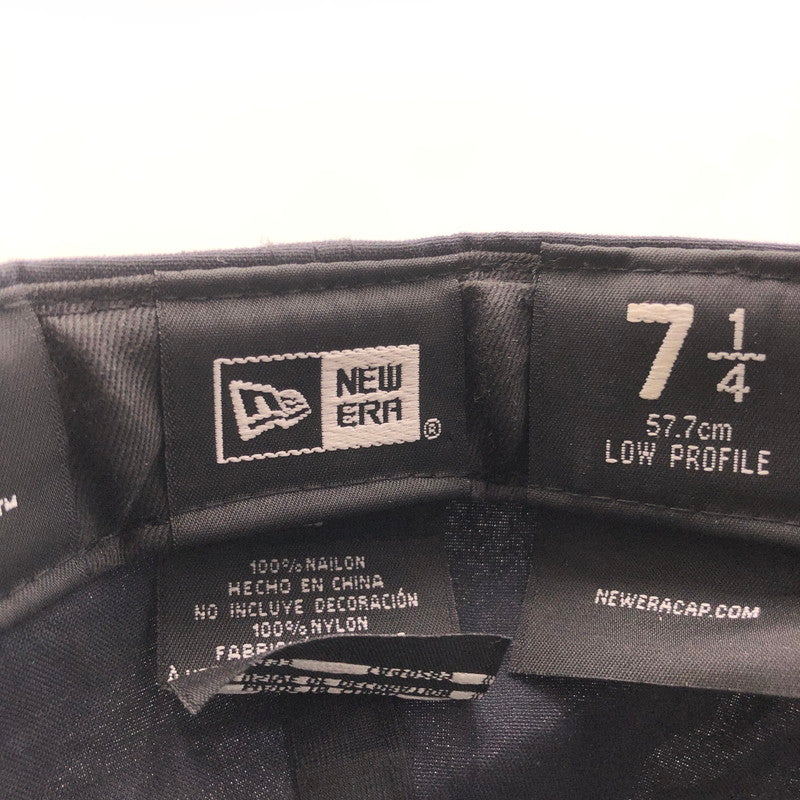 ™
NEW
ERA
®
7 1/4
57.7cm
LOW PROFILE
100% NAILON
HECHO EN CHINA
NO INCLUYE DECORACIÓN
100% NYLON
NEWERACAP.COM